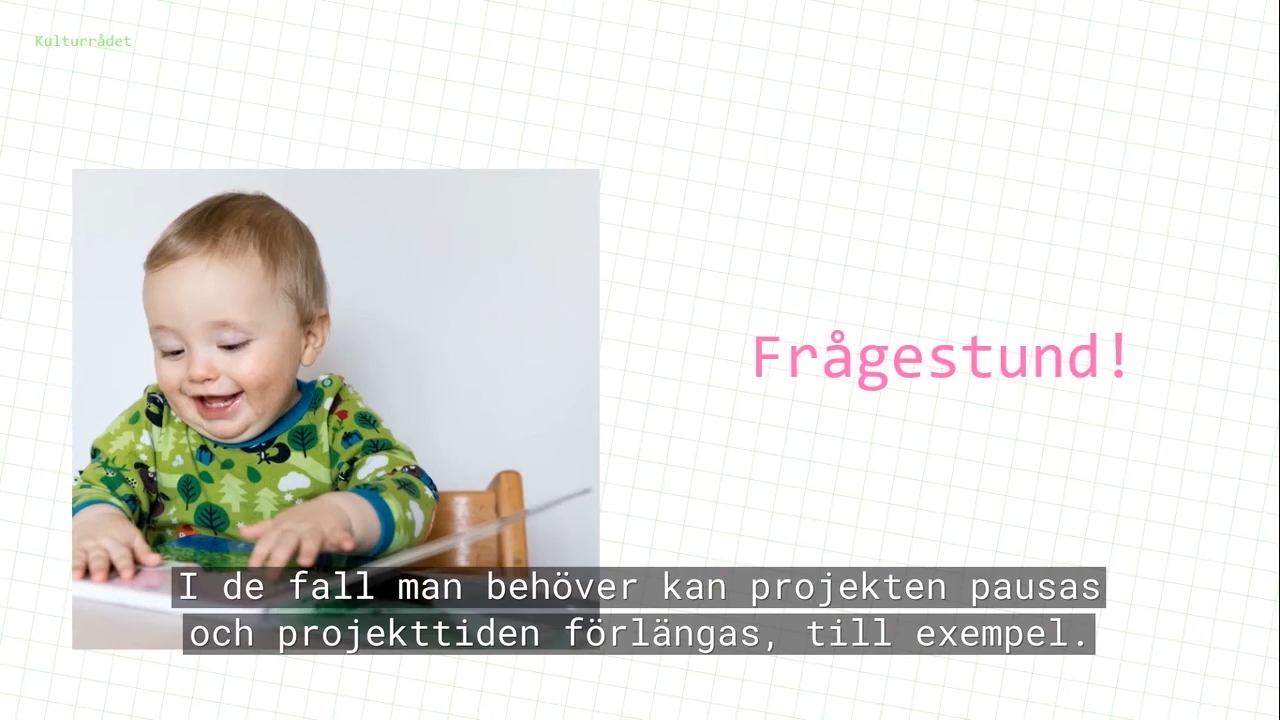 Kulturrådet
Frågestund!
I de fall man behöver kan projekten pausas
och projekttiden förlängas, till exempel.